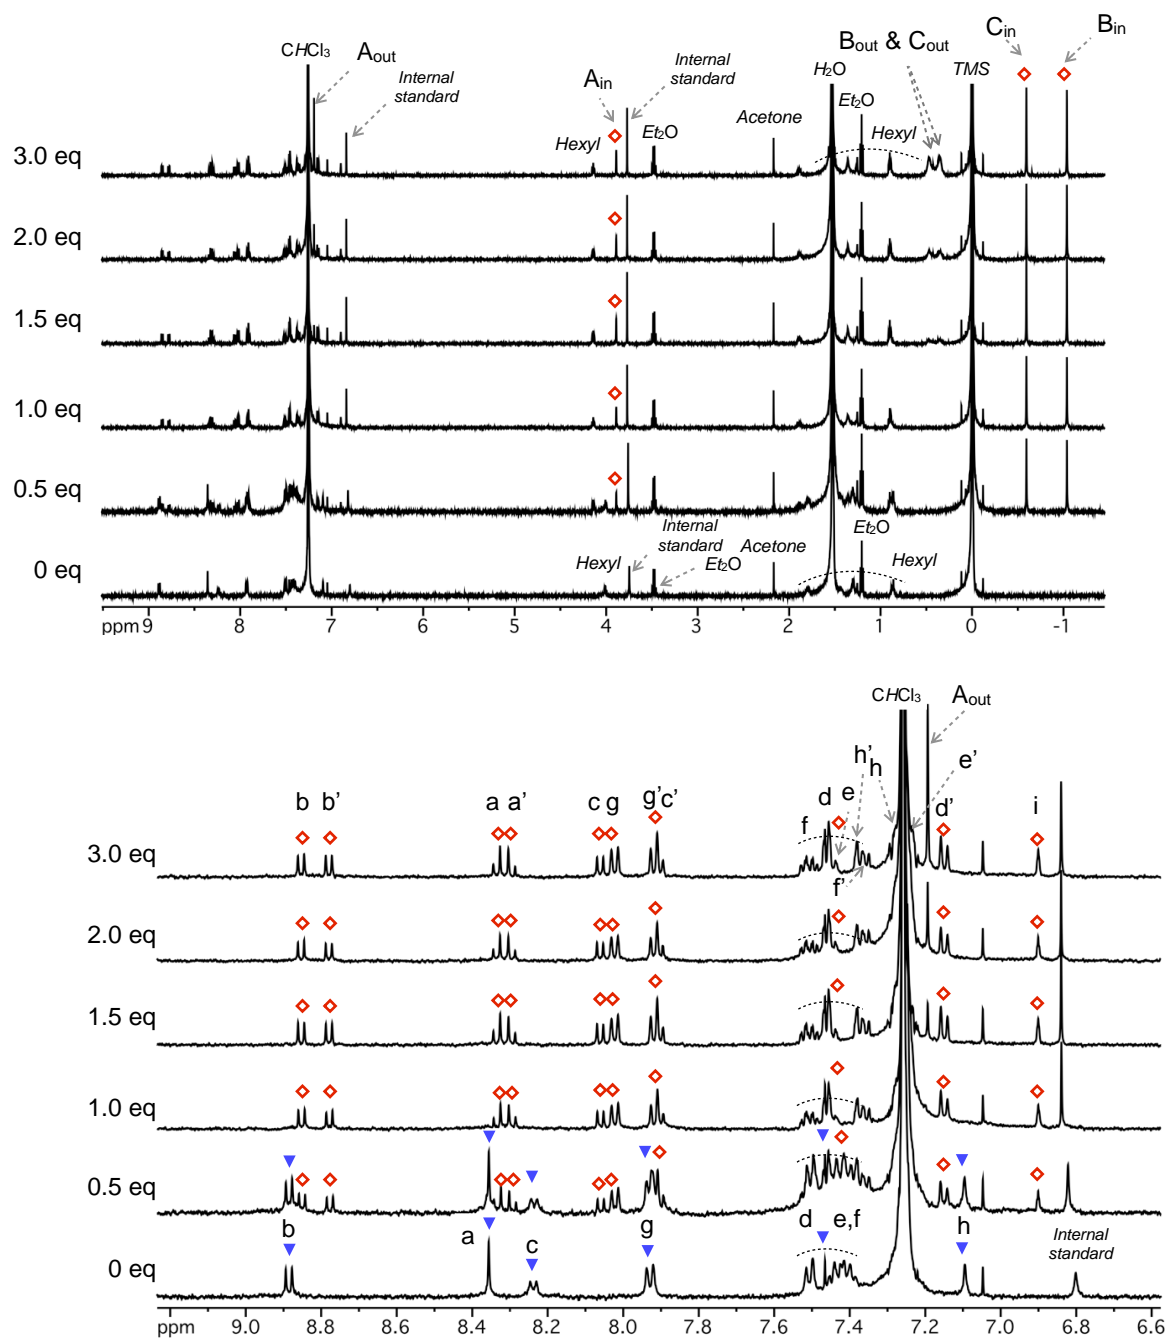 CHCl3
Aout
Internal
standard
Ain
Internal
standard
Hexyl
Et2O
Acetone
Bout & Cout
H2O
Et2O
Hexyl
TMS
Cin
Bin
3.0 eq
2.0 eq
1.5 eq
1.0 eq
0.5 eq
0 eq
Hexyl
Internal
standard
Et2O
Acetone
Et2O
Hexyl
ppm 9 8 7 6 5 4 3 2 1 0 -1
CHCl3
Aout
h' h
e'
b b' a a' c g g' c' d e d' i
f
f'
3.0 eq
2.0 eq
1.5 eq
1.0 eq
0.5 eq
b a c g d e,f h
Internal
standard
0 eq
ppm 9.0 8.8 8.6 8.4 8.2 8.0 7.8 7.6 7.4 7.2 7.0 6.8 6.6